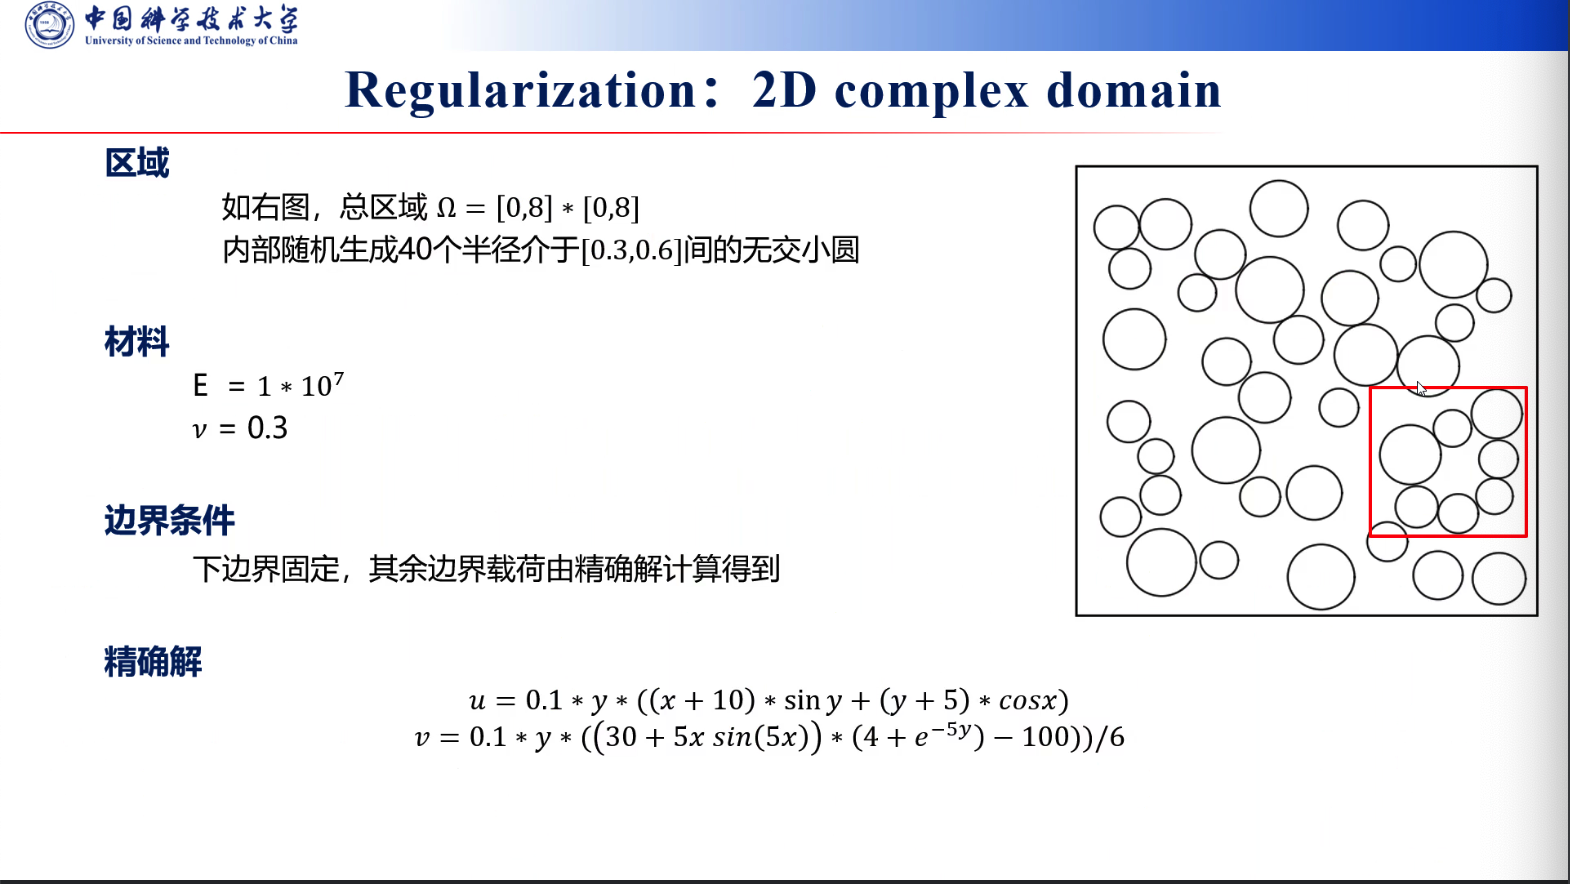 中国科学技术大学
University of Science and Technology of China
Regularization：2D complex domain
区域
如右图，总区域 Ω = [0,8] ∗ [0,8]
内部随机生成40个半径介于[0.3,0.6]间的无交小圆
材料
E = 1 ∗ 10⁷
ν = 0.3
边界条件
下边界固定，其余边界载荷由精确解计算得到
精确解
u = 0.1 ∗ y ∗ ((x + 10) ∗ sin y + (y + 5) ∗ cosx)
v = 0.1 ∗ y ∗ ((30 + 5x sin(5x)) ∗ (4 + e⁻⁵ʸ) − 100))/6